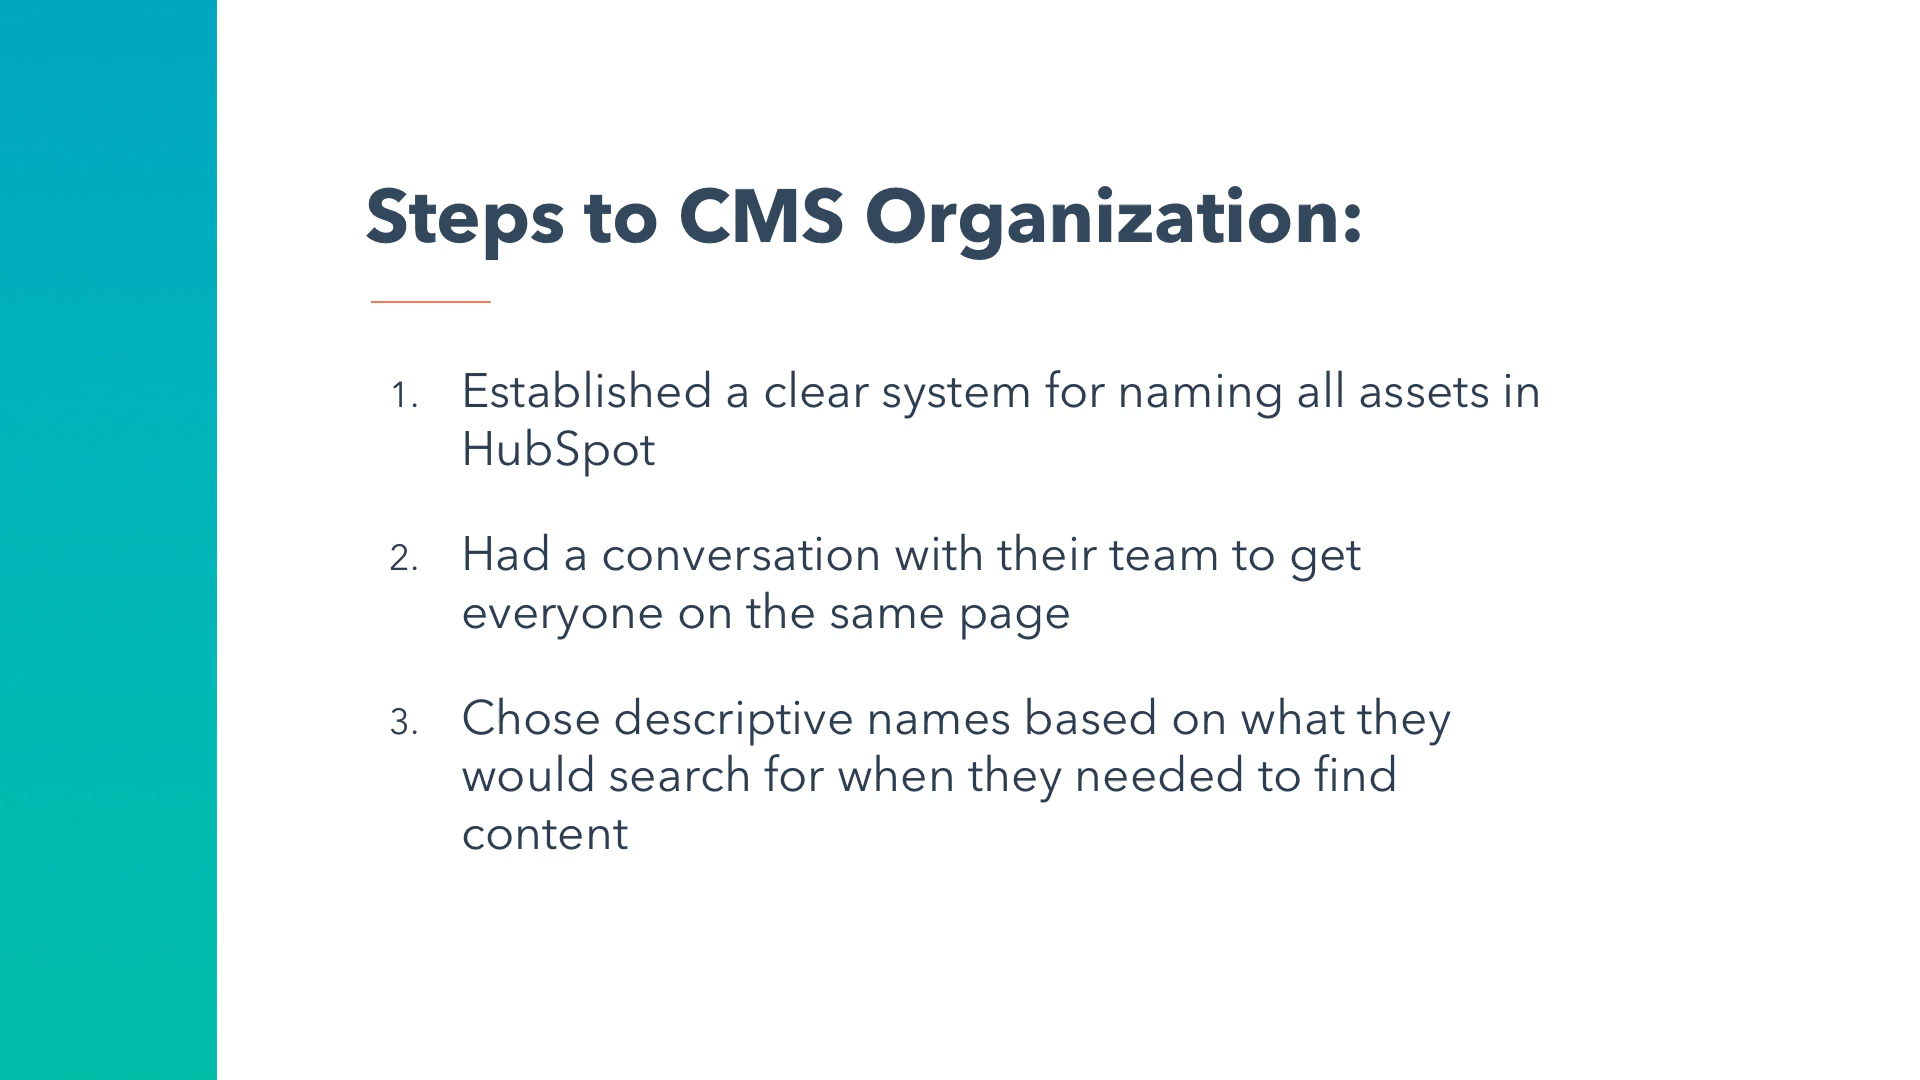 Steps to CMS Organization:
1. Established a clear system for naming all assets in
HubSpot
2. Had a conversation with their team to get
everyone on the same page
3. Chose descriptive names based on what they
would search for when they needed to find
content